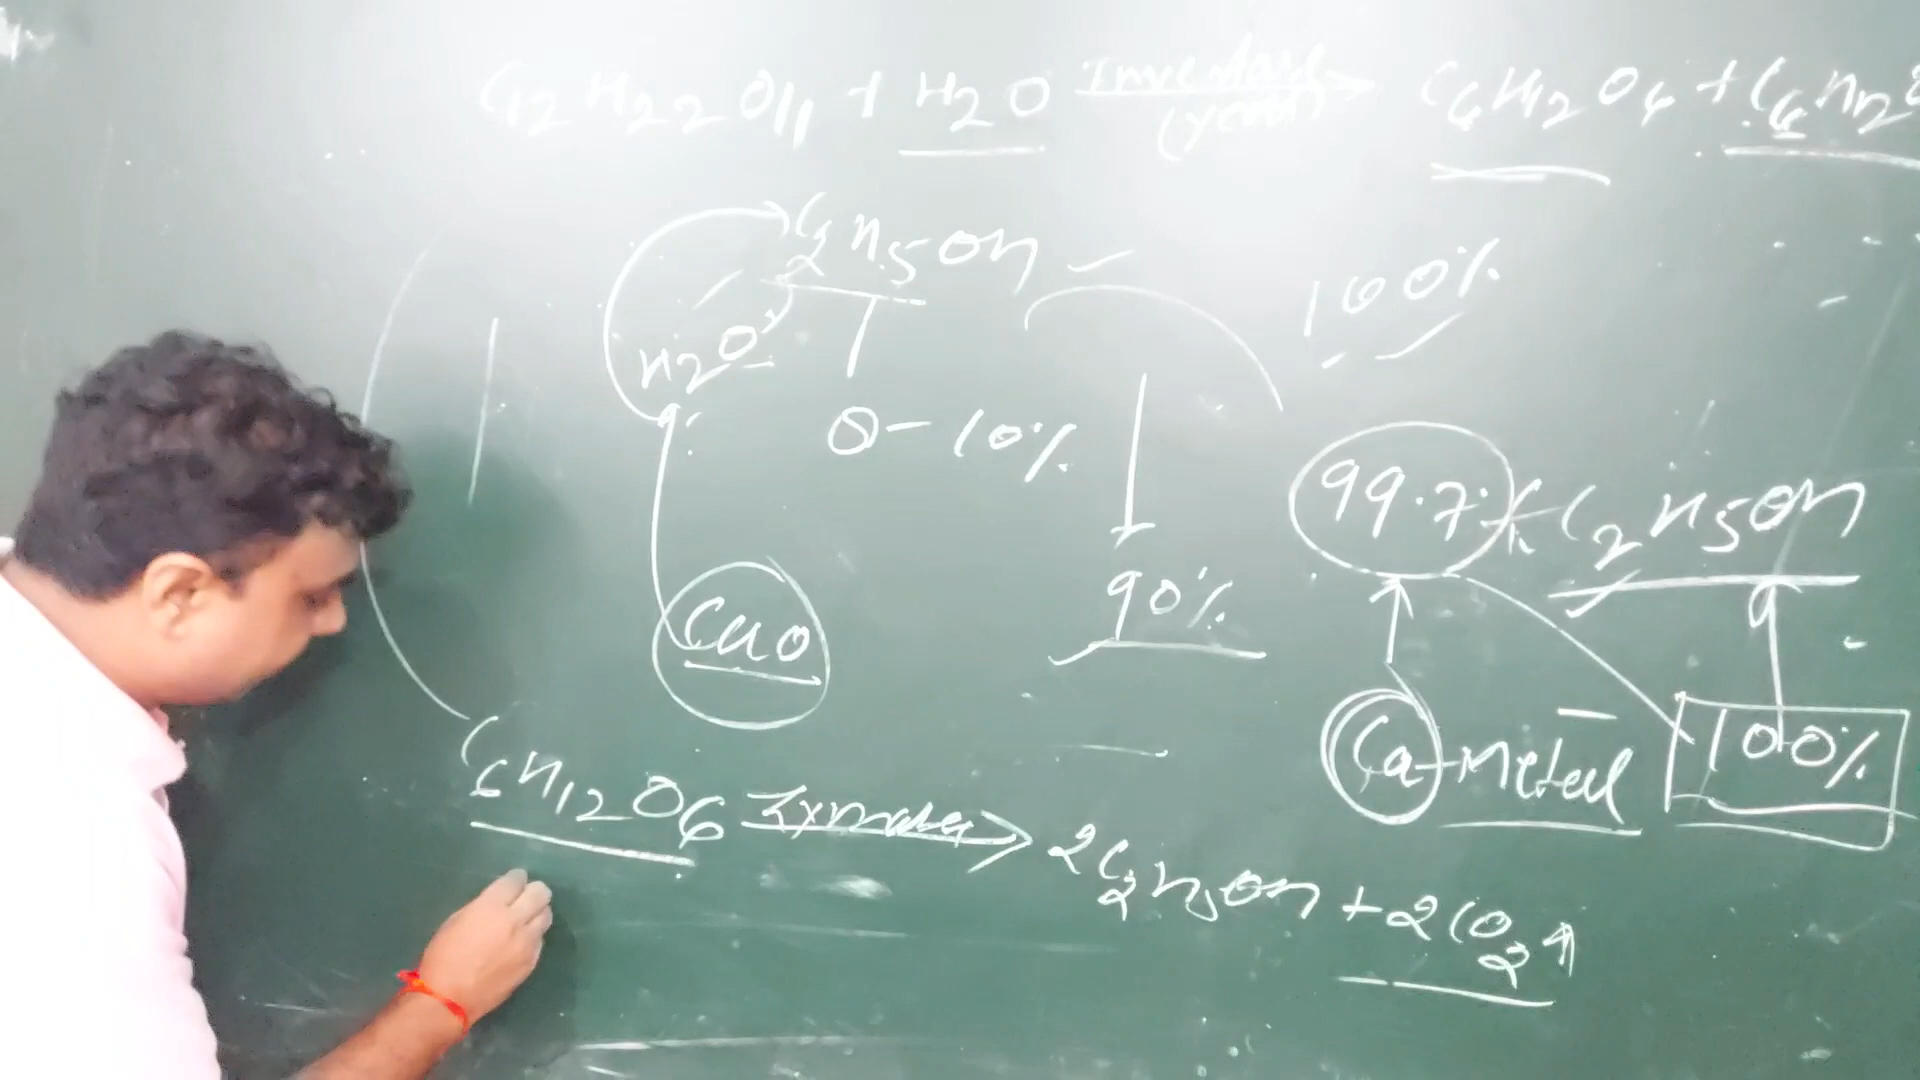 C12H22O11 + H2O Invertase (yeast) → C6H12O6 + C6H12O
C2H5OH
100%
H2O
0-10%
99.7% C2H5OH
90%
CaO
Ca-Metal
100%
C6H12O6 Zymase → 2C2H5OH + 2CO2↑